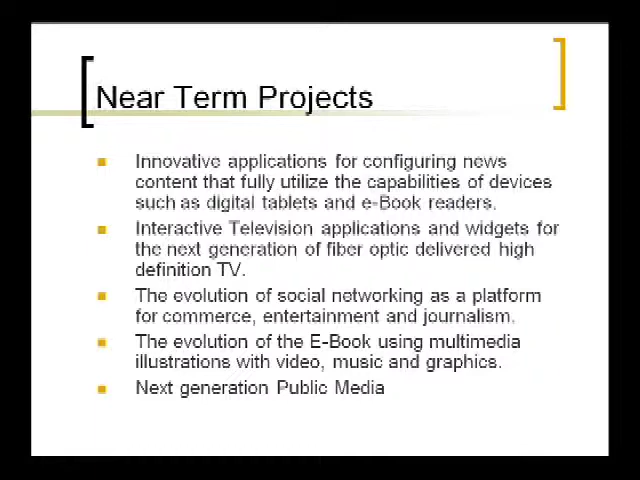 Near Term Projects
Innovative applications for configuring news
content that fully utilize the capabilities of devices
such as digital tablets and e-Book readers.
Interactive Television applications and widgets for
the next generation of fiber optic delivered high
definition TV.
The evolution of social networking as a platform
for commerce, entertainment and journalism.
The evolution of the E-Book using multimedia
illustrations with video, music and graphics.
Next generation Public Media